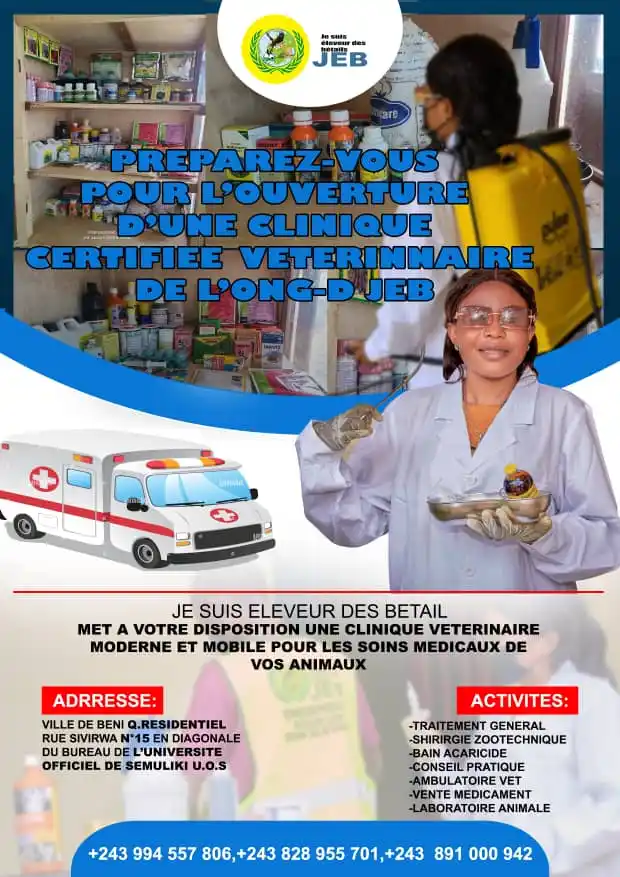 Je suis
éleveur des
bétails
JEB
PREPAREZ-VOUS
POUR L'OUVERTURE
D'UNE CLINIQUE
CERTIFIEE VETERINNAIRE
DE L'ONG-D JEB
JE SUIS ELEVEUR DES BETAIL
MET A VOTRE DISPOSITION UNE CLINIQUE VETERINAIRE
MODERNE ET MOBILE POUR LES SOINS MEDICAUX DE
VOS ANIMAUX
ADRRESSE:
VILLE DE BENI Q.RESIDENTIEL
RUE SIVIRWA N°15 EN DIAGONALE
DU BUREAU DE L'UNIVERSITE
OFFICIEL DE SEMULIKI U.O.S
ACTIVITES:
-TRAITEMENT GENERAL
-SHIRIRGIE ZOOTECHNIQUE
-BAIN ACARICIDE
-CONSEIL PRATIQUE
-AMBULATOIRE VET
-VENTE MEDICAMENT
-LABORATOIRE ANIMALE
+243 994 557 806,+243 828 955 701,+243 891 000 942